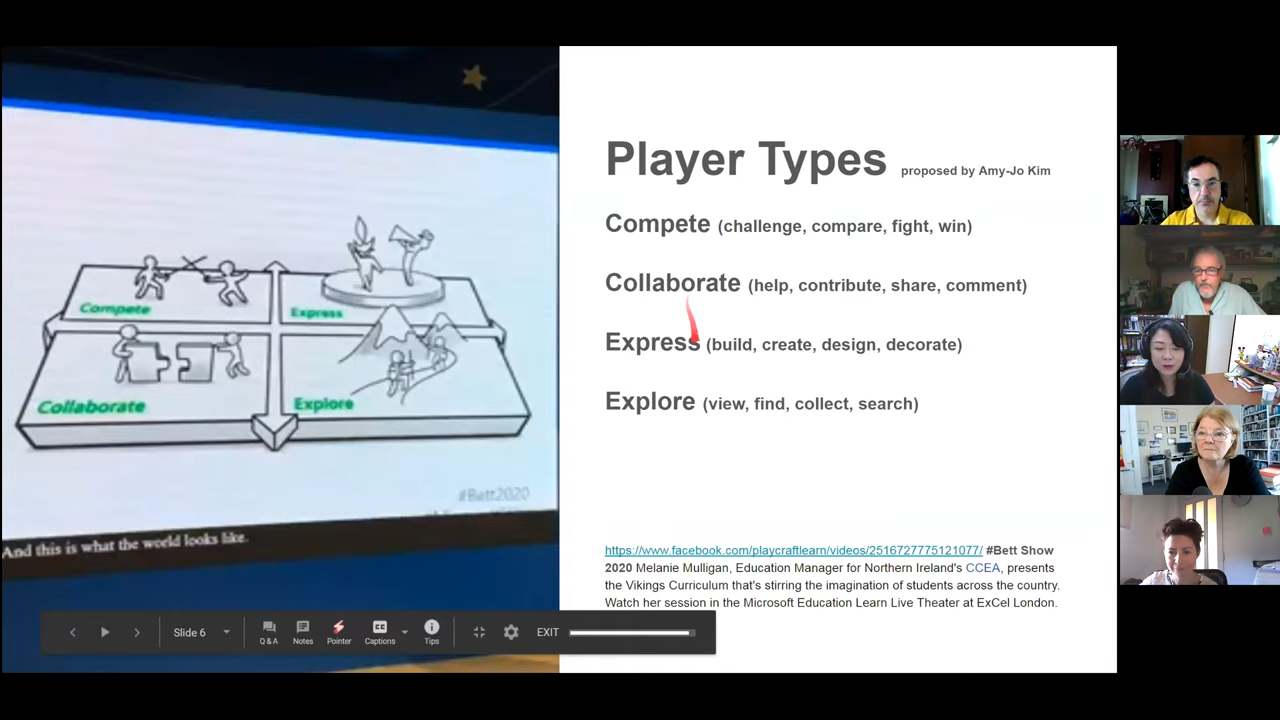 Compete
Express
Collaborate
Explore
#Bett2020
And this is what the world looks like.
Player Types proposed by Amy-Jo Kim
Compete (challenge, compare, fight, win)
Collaborate (help, contribute, share, comment)
Express (build, create, design, decorate)
Explore (view, find, collect, search)
https://www.facebook.com/playcraftlearn/videos/2516727775121077/ #Bett Show
2020 Melanie Mulligan, Education Manager for Northern Ireland's CCEA, presents
the Vikings Curriculum that's stirring the imagination of students across the country.
Watch her session in the Microsoft Education Learn Live Theater at ExCel London.
Slide 6
Q & A
Notes
Pointer
Captions
Tips
EXIT